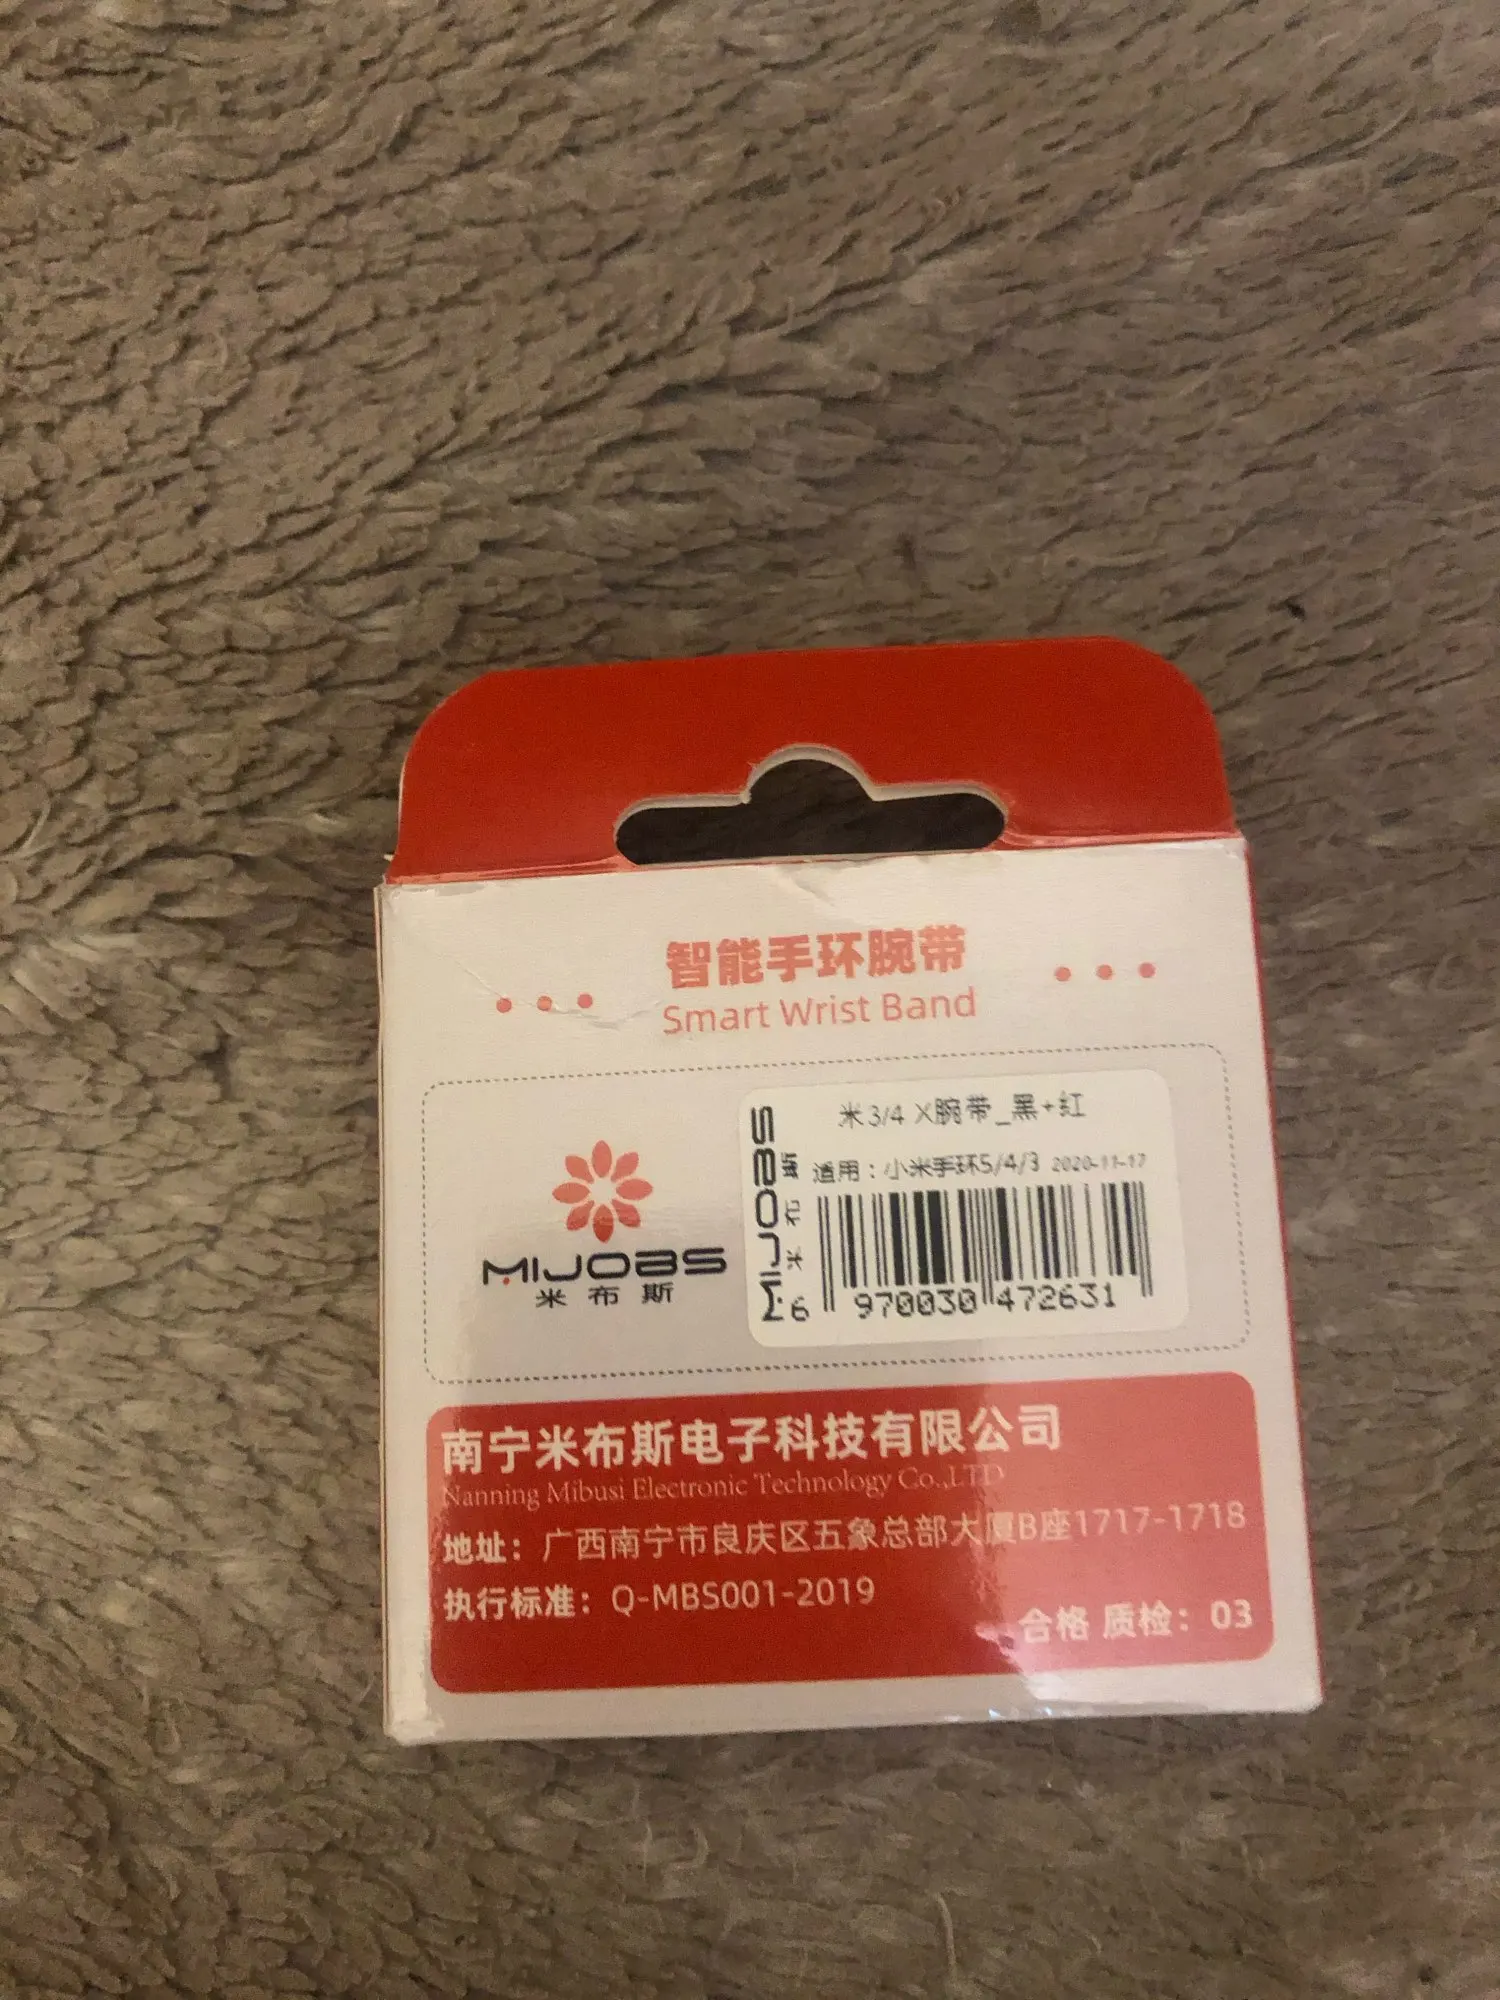 智能手环腕带
Smart Wrist Band
MIJOBS
米布斯
MIJOBS
米布斯
米3/4 X腕带_黑+红
适用：小米手环5/4/3 2020-11-17
6 970030 472631
南宁米布斯电子科技有限公司
Nanning Mibusi Electronic Technology Co.,LTD
地址：广西南宁市良庆区五象总部大厦B座1717-1718
执行标准：Q-MBS001-2019
合格 质检：03